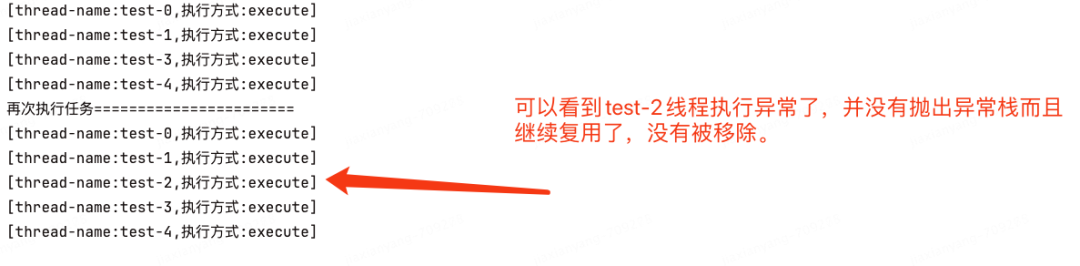 [thread-name:test-0,执行方式:execute]
[thread-name:test-1,执行方式:execute]
[thread-name:test-3,执行方式:execute]
[thread-name:test-4,执行方式:execute]
再次执行任务=======================
[thread-name:test-0,执行方式:execute]
[thread-name:test-1,执行方式:execute]
[thread-name:test-2,执行方式:execute]
[thread-name:test-3,执行方式:execute]
[thread-name:test-4,执行方式:execute]
可以看到test-2线程执行异常了，并没有抛出异常栈而且
继续复用了，没有被移除。